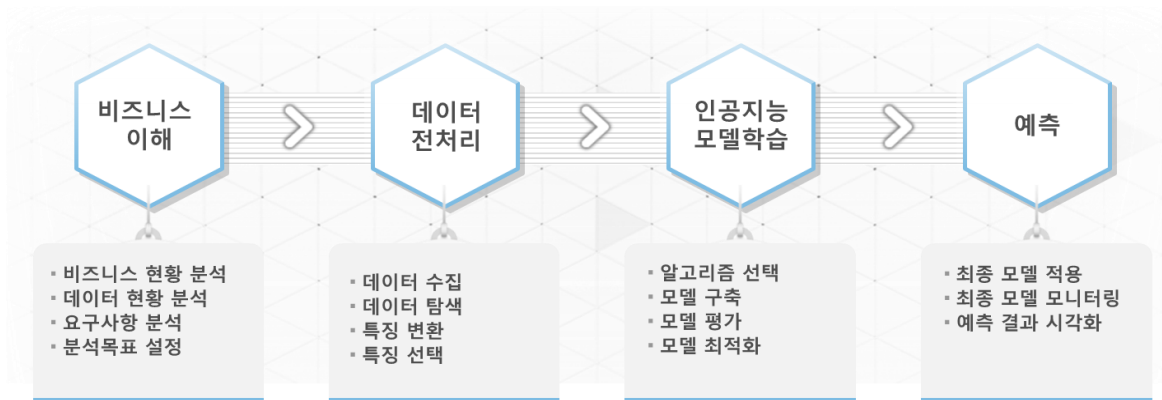 비즈니스
이해
데이터
전처리
인공지능
모델학습
예측
▪ 비즈니스 현황 분석
▪ 데이터 현황 분석
▪ 요구사항 분석
▪ 분석목표 설정
▪ 데이터 수집
▪ 데이터 탐색
▪ 특징 변환
▪ 특징 선택
▪ 알고리즘 선택
▪ 모델 구축
▪ 모델 평가
▪ 모델 최적화
▪ 최종 모델 적용
▪ 최종 모델 모니터링
▪ 예측 결과 시각화